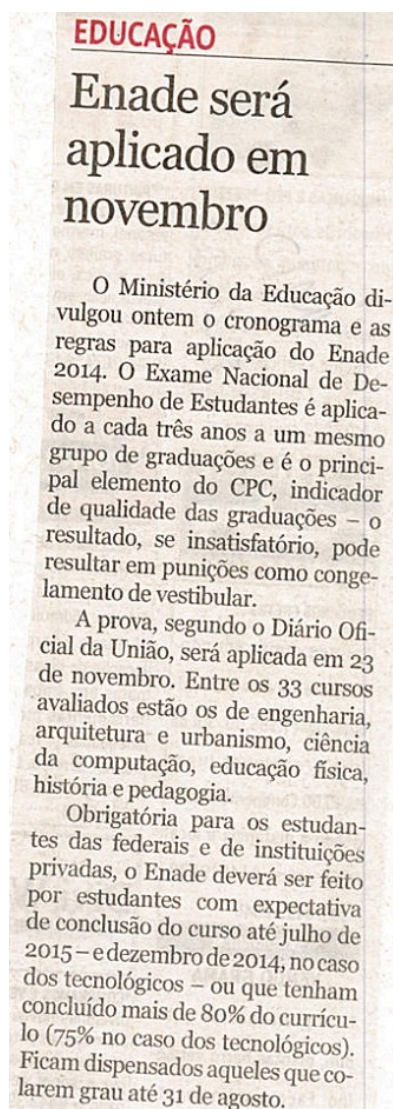 EDUCAÇÃO
Enade será
aplicado em
novembro
O Ministério da Educação di-
vulgou ontem o cronograma e as
regras para aplicação do Enade
2014. O Exame Nacional de De-
sempenho de Estudantes é aplica-
do a cada três anos a um mesmo
grupo de graduações e é o princi-
pal elemento do CPC, indicador
de qualidade das graduações – o
resultado, se insatisfatório, pode
resultar em punições como conge-
lamento de vestibular.
A prova, segundo o Diário Ofi-
cial da União, será aplicada em 23
de novembro. Entre os 33 cursos
avaliados estão os de engenharia,
arquitetura e urbanismo, ciência
da computação, educação física,
história e pedagogia.
Obrigatória para os estudan-
tes das federais e de instituições
privadas, o Enade deverá ser feito
por estudantes com expectativa
de conclusão do curso até julho de
2015 – e dezembro de 2014, no caso
dos tecnológicos – ou que tenham
concluído mais de 80% do currícu-
lo (75% no caso dos tecnológicos).
Ficam dispensados aqueles que co-
larem grau até 31 de agosto.